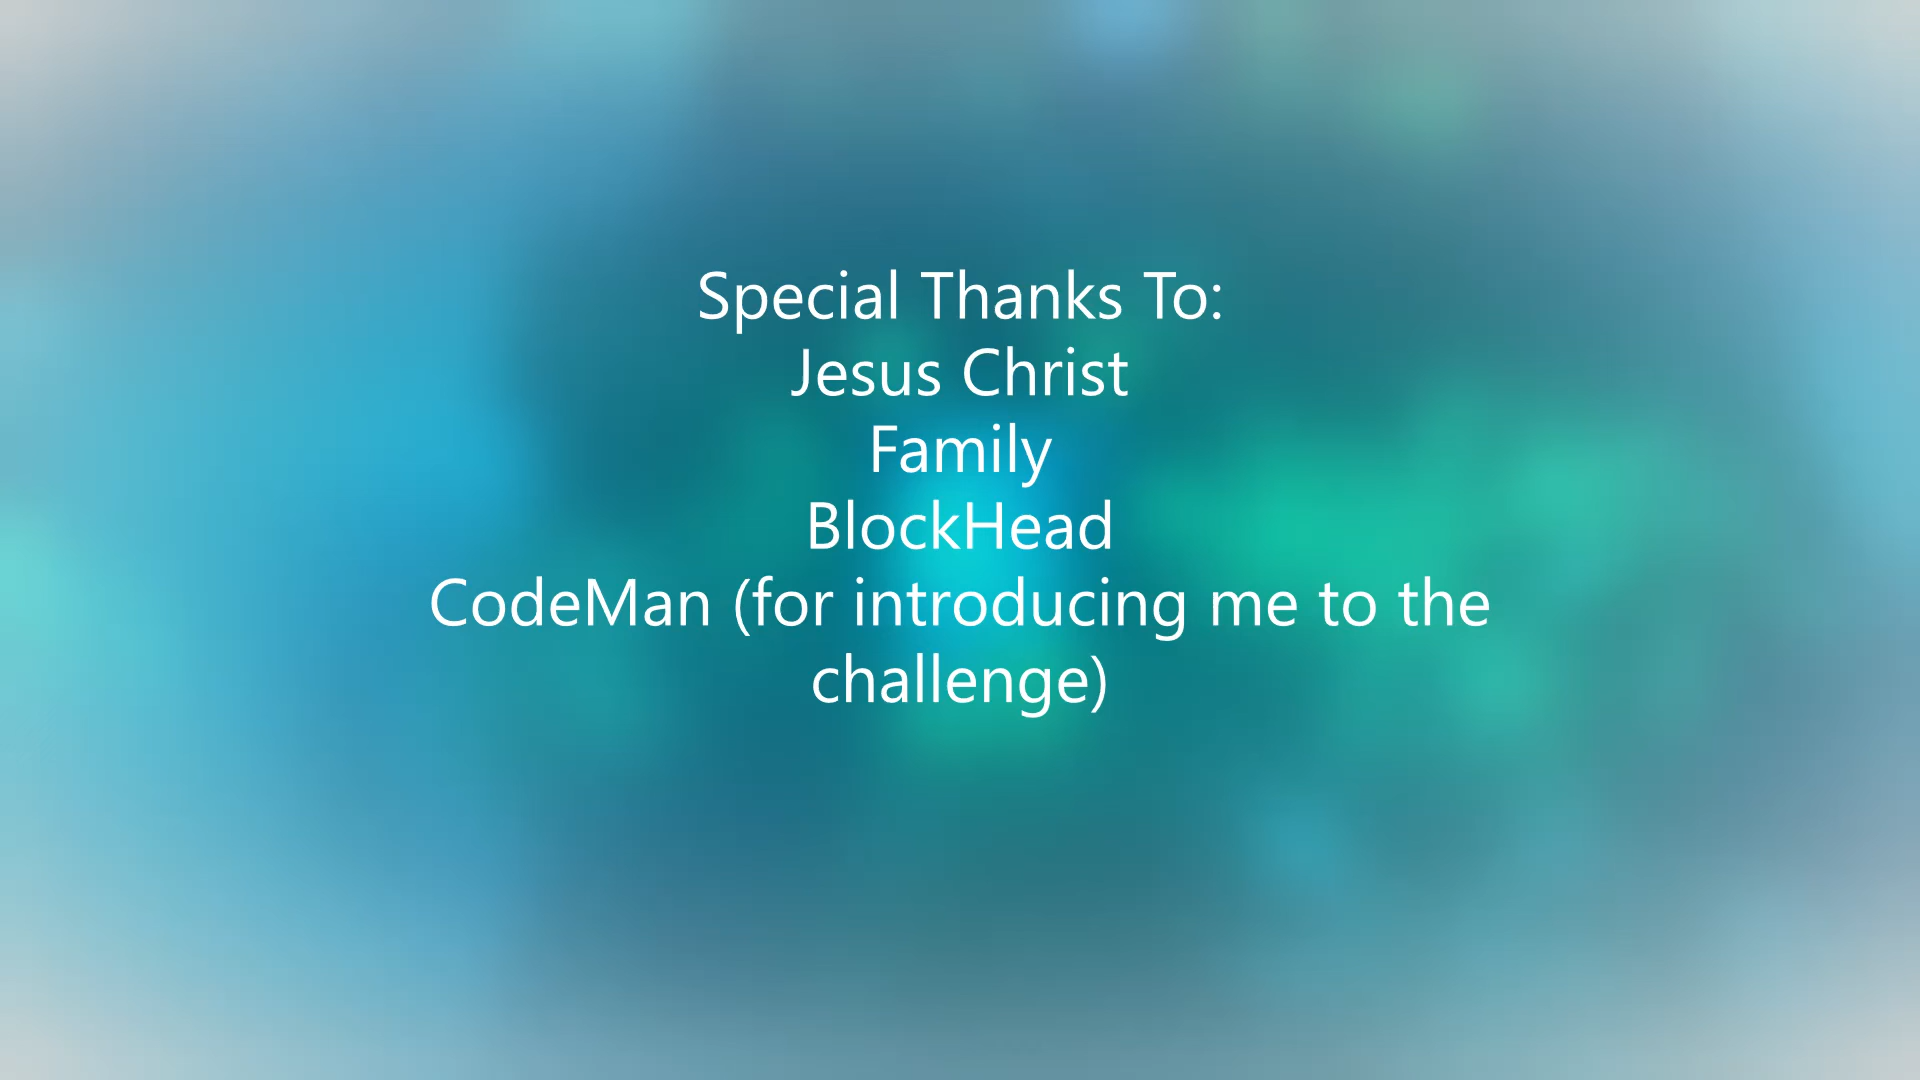 Special Thanks To:
Jesus Christ
Family
BlockHead
CodeMan (for introducing me to the
challenge)